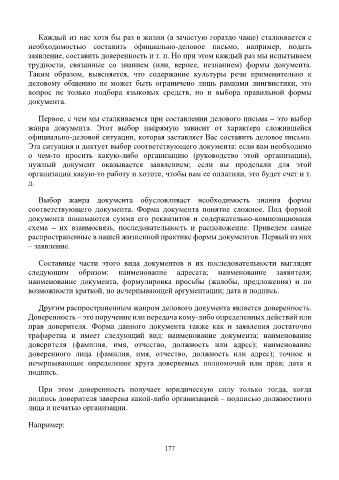 Каждый из нас хотя бы раз в жизни (а зачастую гораздо чаще) сталкивается с
необходимостью составить официально-деловое письмо, например, подать
заявление, составить доверенность и т. п. Но при этом каждый раз мы испытываем
трудности, связанные со знанием (или, вернее, незнанием) формы документа.
Таким образом, выясняется, что содержание культуры речи применительно к
деловому общению не может быть ограничено лишь рамками лингвистики, это
вопрос не только подбора языковых средств, но и выбора правильной формы
документа.
Первое, с чем мы сталкиваемся при составлении делового письма – это выбор
жанра документа. Этот выбор напрямую зависит от характера сложившейся
официально-деловой ситуации, которая заставляет Вас составить деловое письмо.
Эта ситуация и диктует выбор соответствующего документа: если вам необходимо
о чем-то просить какую-либо организацию (руководство этой организации),
нужный документ оказывается заявлением; если вы проделали для этой
организации какую-то работу и хотите, чтобы вам ее оплатили, это будет счет и т.
д.
Выбор жанра документа обусловливает необходимость знания формы
соответствующего документа. Форма документа понятие сложное. Под формой
документа понимаются сумма его реквизитов и содержательно-композиционная
схема – их взаимосвязь, последовательность и расположение. Приведем самые
распространенные в нашей жизненной практике формы документов. Первый из них
– заявление.
Составные части этого вида документов в их последовательности выглядят
следующим образом: наименование адресата; наименование заявителя;
наименование документа, формулировка просьбы (жалобы, предложения) и по
возможности краткой, но исчерпывающей аргументации; дата и подпись.
Другим распространенным жанром делового документа является доверенность.
Доверенность – это поручение или передача кому-либо определенных действий или
прав доверителя. Форма данного документа также как и заявления достаточно
трафаретна и имеет следующий вид: наименование документа; наименование
доверителя (фамилия, имя, отчество, должность или адрес); наименование
доверенного лица (фамилия, имя, отчество, должность или адрес); точное и
исчерпывающее определение круга доверяемых полномочий или прав; дата и
подпись.
При этом доверенность получает юридическую силу только тогда, когда
подпись доверителя заверена какой-либо организацией – подписью должностного
лица и печатью организации.
Например:
177